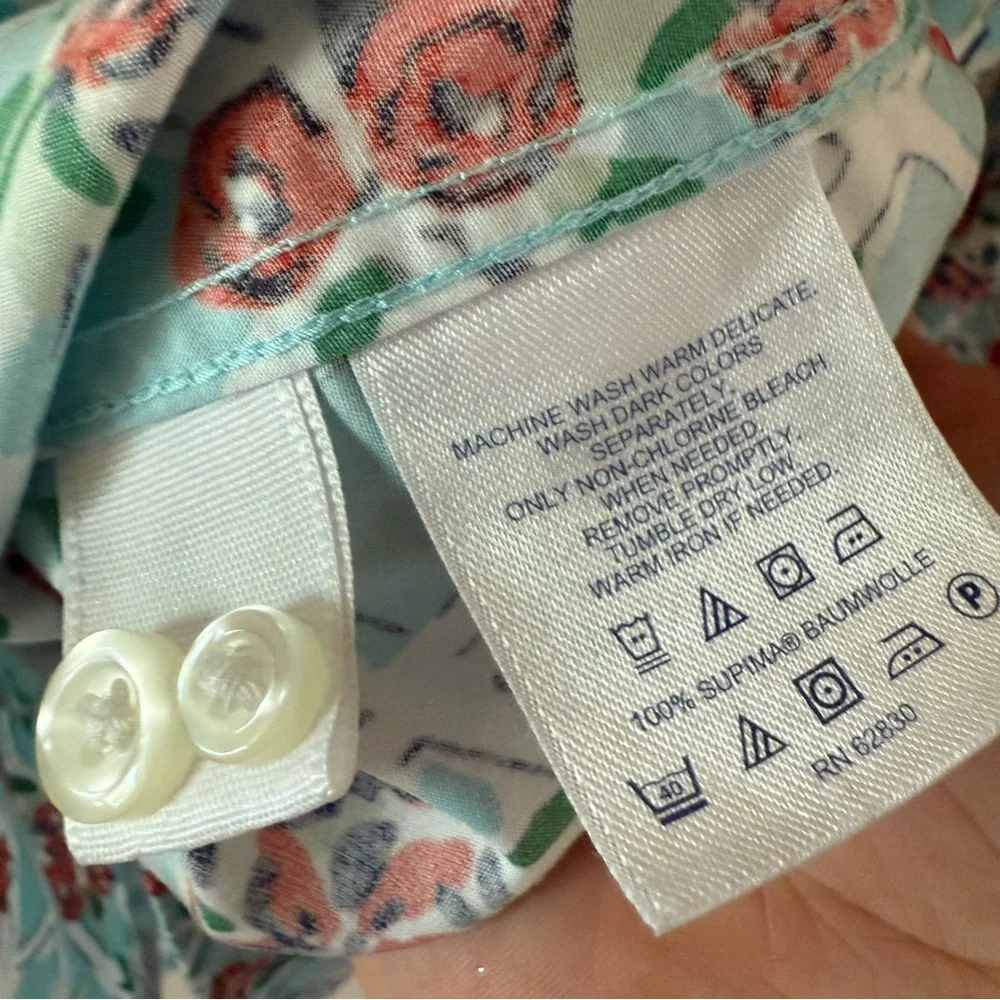 MACHINE WASH WARM DELICATE.
WASH DARK COLORS
SEPARATELY.
ONLY NON-CHLORINE BLEACH
WHEN NEEDED.
REMOVE PROMPTLY.
TUMBLE DRY LOW.
WARM IRON IF NEEDED.
100% SUPIMA® BAUMWOLLE
40
P
RN 62830